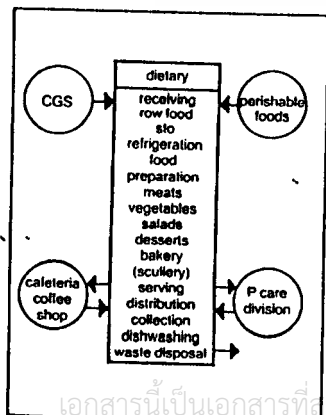 dietary
CGS
receiving
row food
sto
refrigeration
food
preparation
meats
vegetables
salads
desserts
bakery
(scullery)
serving
distribution
collection
dishwashing
waste disposal
perishable
foods
cafeteria
coffee
shop
P care
division
เอกสารนี้เป็นเอกสารที่ส